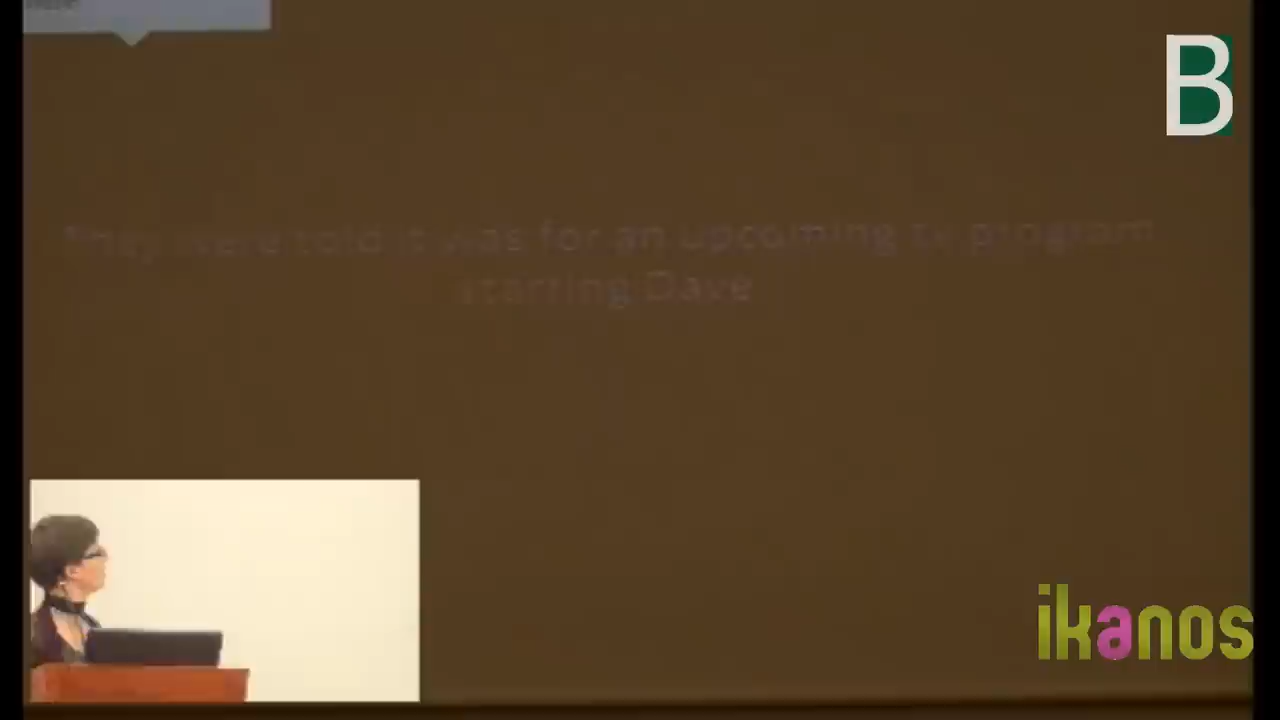 B
They were told it was for an upcoming tv program
starring Dave
ikanos